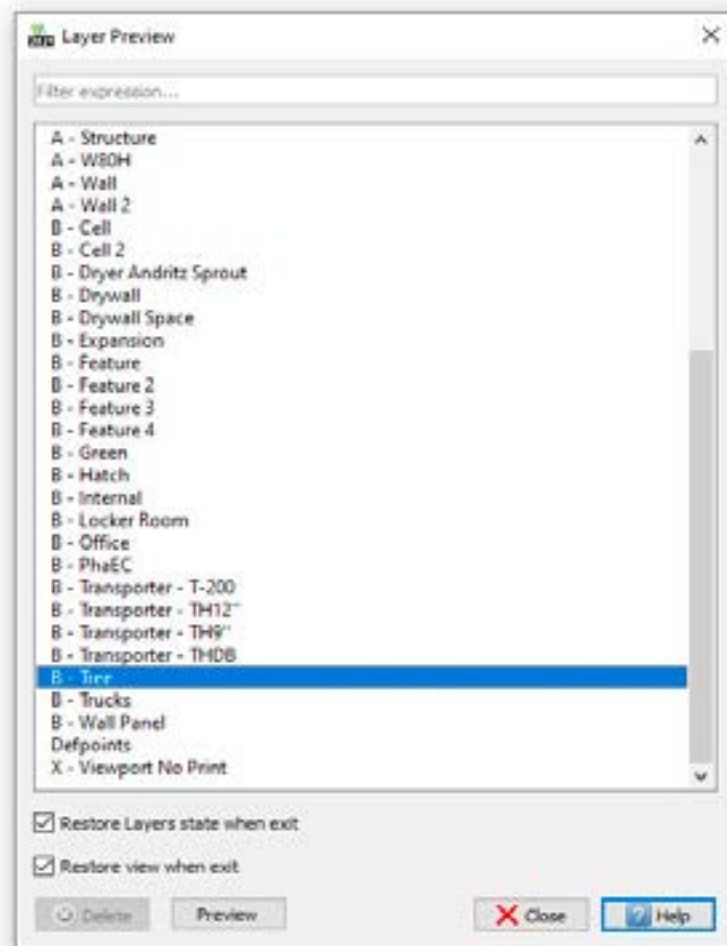 Layer Preview
Filter expression...
A - Structure
A - W80H
A - Wall
A - Wall 2
B - Cell
B - Cell 2
B - Dryer Andritz Sprout
B - Drywall
B - Drywall Space
B - Expansion
B - Feature
B - Feature 2
B - Feature 3
B - Feature 4
B - Green
B - Hatch
B - Internal
B - Locker Room
B - Office
B - PhaEC
B - Transporter - T-200
B - Transporter - TH12"
B - Transporter - TH9"
B - Transporter - THDB
B - Tree
B - Trucks
B - Wall Panel
Defpoints
X - Viewport No Print
Restore Layers state when exit
Restore view when exit
Delete
Preview
Close
Help